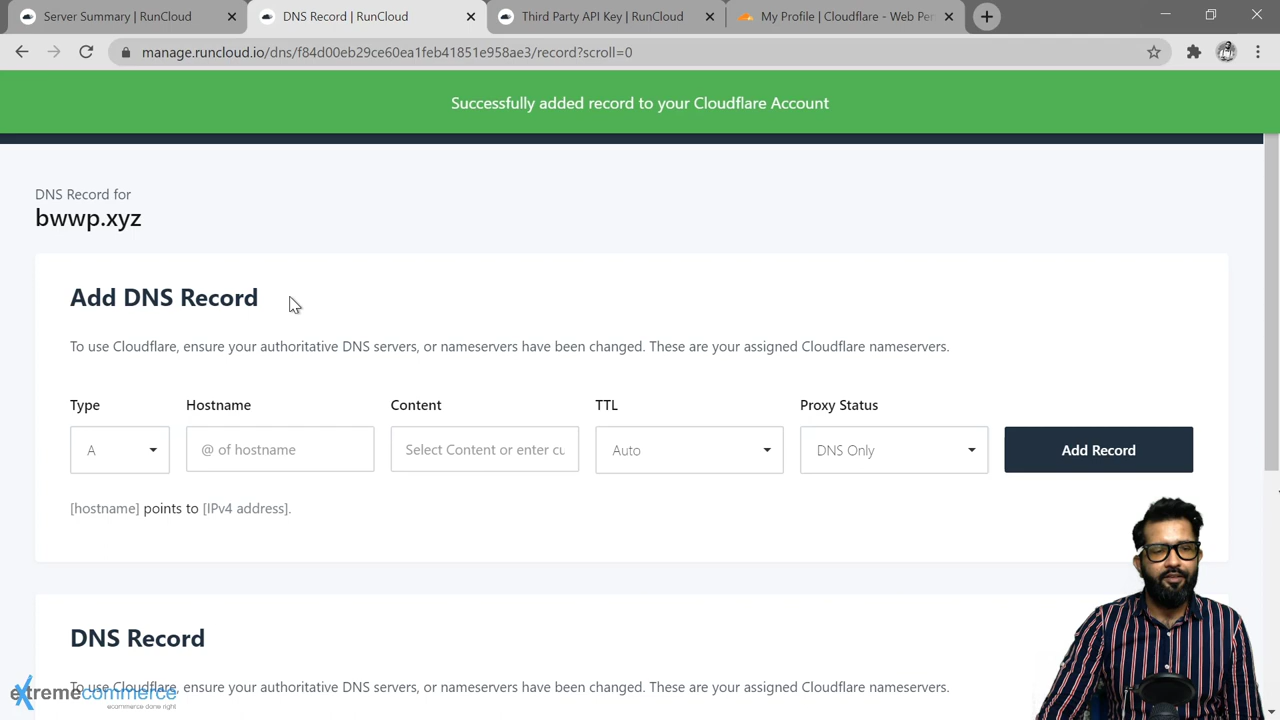 Server Summary | RunCloud
DNS Record | RunCloud
Third Party API Key | RunCloud
My Profile | Cloudflare - Web Per
manage.runcloud.io/dns/f84d00eb29ce60ea1feb41851e958ae3/record?scroll=0
Successfully added record to your Cloudflare Account
DNS Record for
bwwp.xyz
Add DNS Record
To use Cloudflare, ensure your authoritative DNS servers, or nameservers have been changed. These are your assigned Cloudflare nameservers.
Type Hostname Content TTL Proxy Status
A @ of hostname Select Content or enter cu Auto DNS Only Add Record
[hostname] points to [IPv4 address].
DNS Record
To use Cloudflare, ensure your authoritative DNS servers, or nameservers have been changed. These are your assigned Cloudflare nameservers.
extremecommerce
ecommerce done right